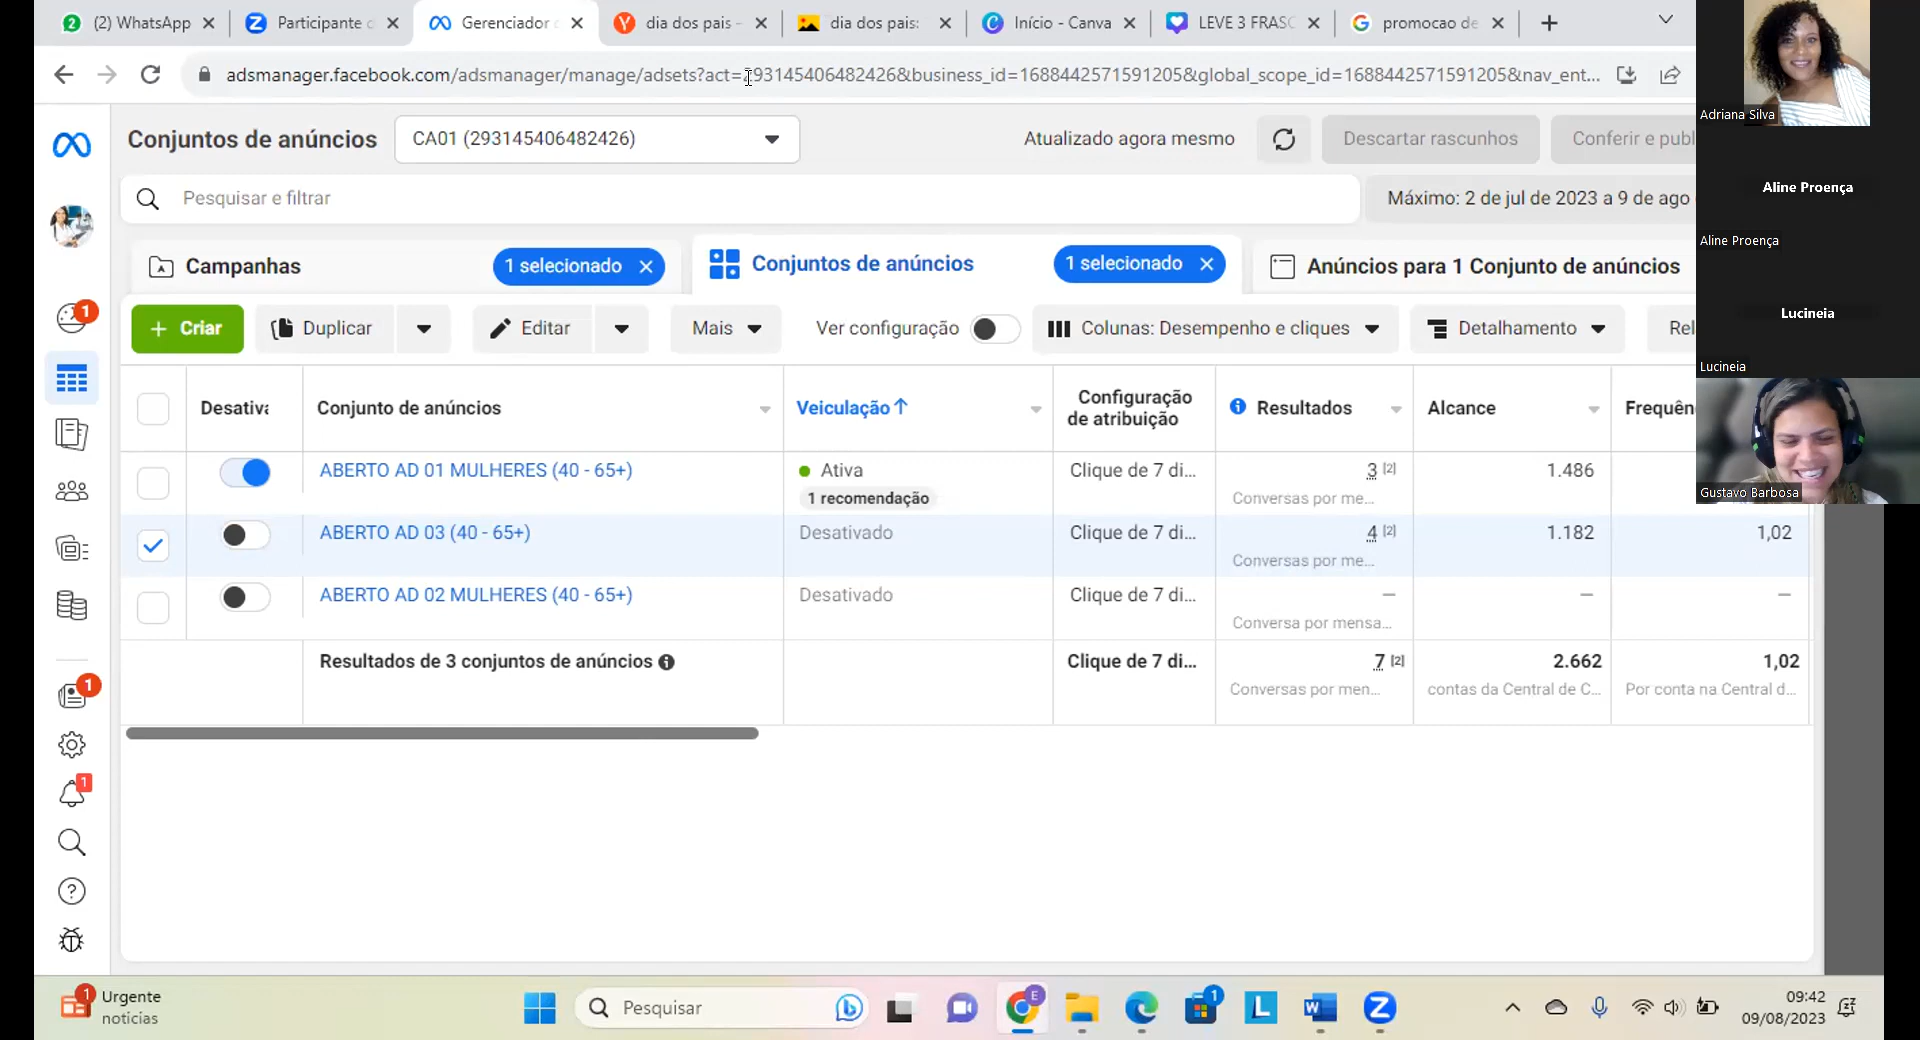 (2) WhatsApp
Participante d
Gerenciador d
dia dos pais –
dia dos pais:
Início - Canva
LEVE 3 FRASC
promocao de
adsmanager.facebook.com/adsmanager/manage/adsets?act=293145406482426&business_id=1688442571591205&global_scope_id=1688442571591205&nav_ent...
Conjuntos de anúncios
CA01 (293145406482426)
Atualizado agora mesmo
Descartar rascunhos
Conferir e publ
Pesquisar e filtrar
Máximo: 2 de jul de 2023 a 9 de ago
Campanhas
1 selecionado
Conjuntos de anúncios
1 selecionado
Anúncios para 1 Conjunto de anúncios
+ Criar
Duplicar
Editar
Mais
Ver configuração
Colunas: Desempenho e cliques
Detalhamento
Rel
Desativa
Conjunto de anúncios
Veiculação↑
Configuração
de atribuição
Resultados
Alcance
Frequên
ABERTO AD 01 MULHERES (40 - 65+)
Ativa
1 recomendação
Clique de 7 di...
3 [2]
Conversas por me...
1.486
ABERTO AD 03 (40 - 65+)
Desativado
Clique de 7 di...
4 [2]
Conversas por me...
1.182
1,02
ABERTO AD 02 MULHERES (40 - 65+)
Desativado
Clique de 7 di...
—
Conversa por mensa...
—
—
Resultados de 3 conjuntos de anúncios
Clique de 7 di...
7 [2]
Conversas por men...
2.662
contas da Central de C...
1,02
Por conta na Central d...
1
1
1
Adriana Silva
Aline Proença
Aline Proença
Lucineia
Lucineia
Gustavo Barbosa
1
Urgente
notícias
Pesquisar
E
1
L
W
09:42
09/08/2023